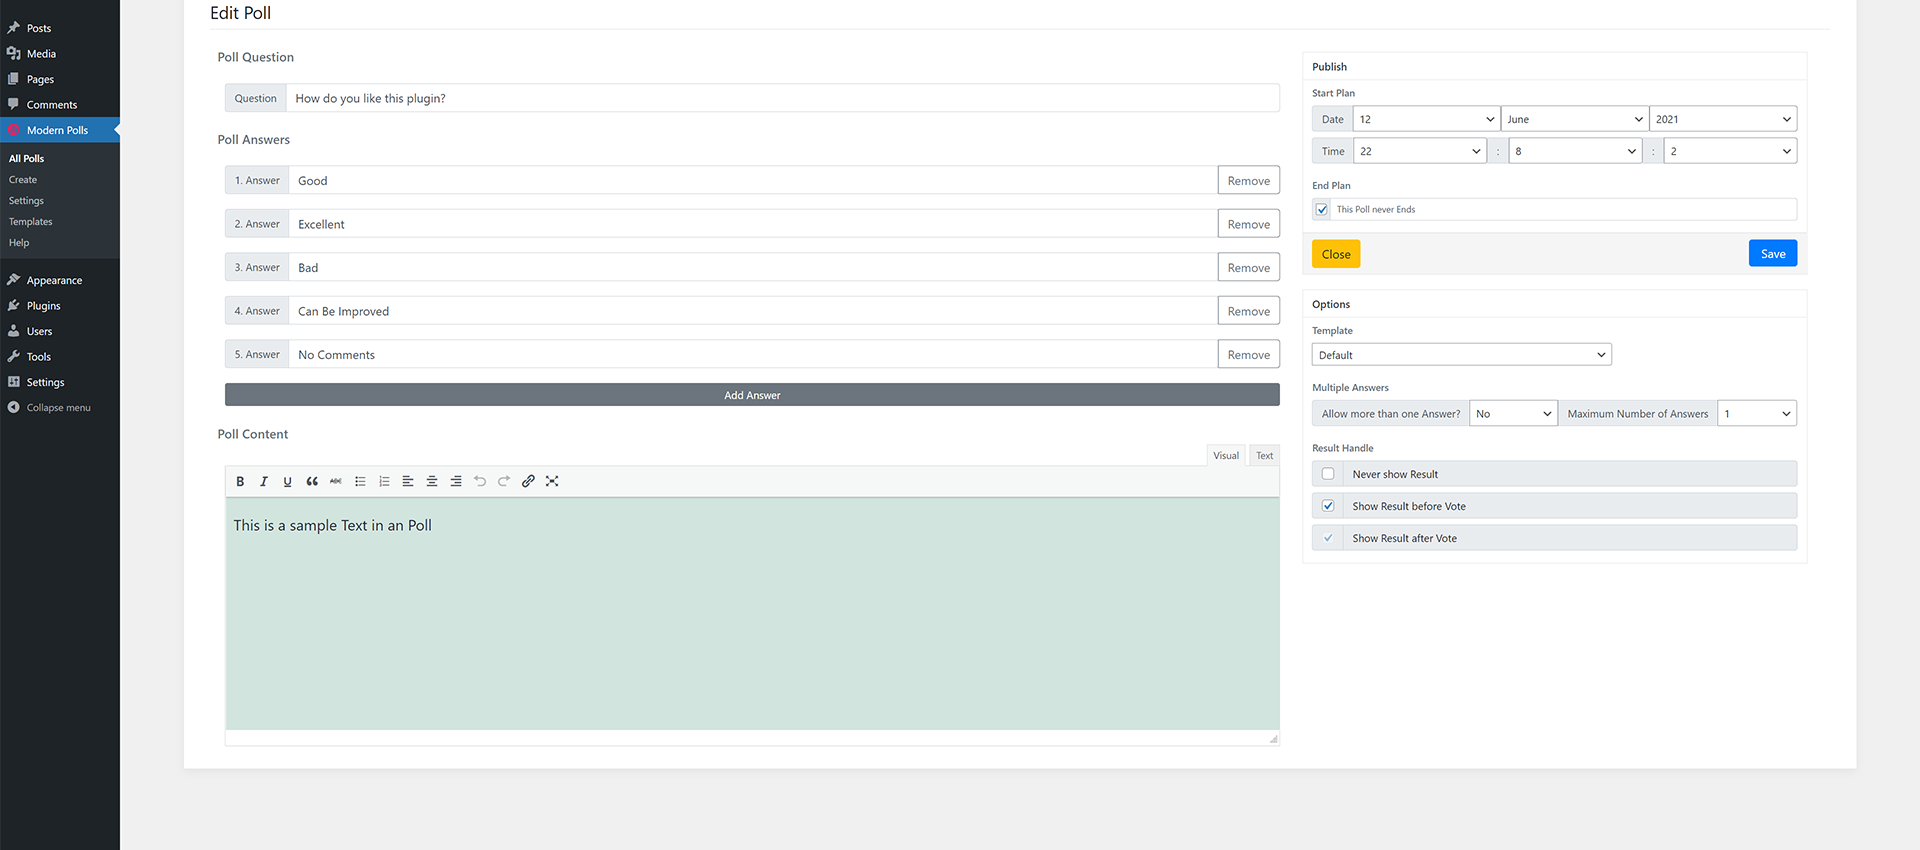 Posts
Media
Pages
Comments
Modern Polls
All Polls
Create
Settings
Templates
Help
Appearance
Plugins
Users
Tools
Settings
Collapse menu
Edit Poll
Poll Question
Question How do you like this plugin?
Poll Answers
1. Answer Good Remove
2. Answer Excellent Remove
3. Answer Bad Remove
4. Answer Can Be Improved Remove
5. Answer No Comments Remove
Add Answer
Poll Content
Visual Text
B I U ABC
This is a sample Text in an Poll
Publish
Start Plan
Date 12 June 2021
Time 22 : 8 : 2
End Plan
This Poll never Ends
Close Save
Options
Template
Default
Multiple Answers
Allow more than one Answer? No Maximum Number of Answers 1
Result Handle
Never show Result
Show Result before Vote
Show Result after Vote